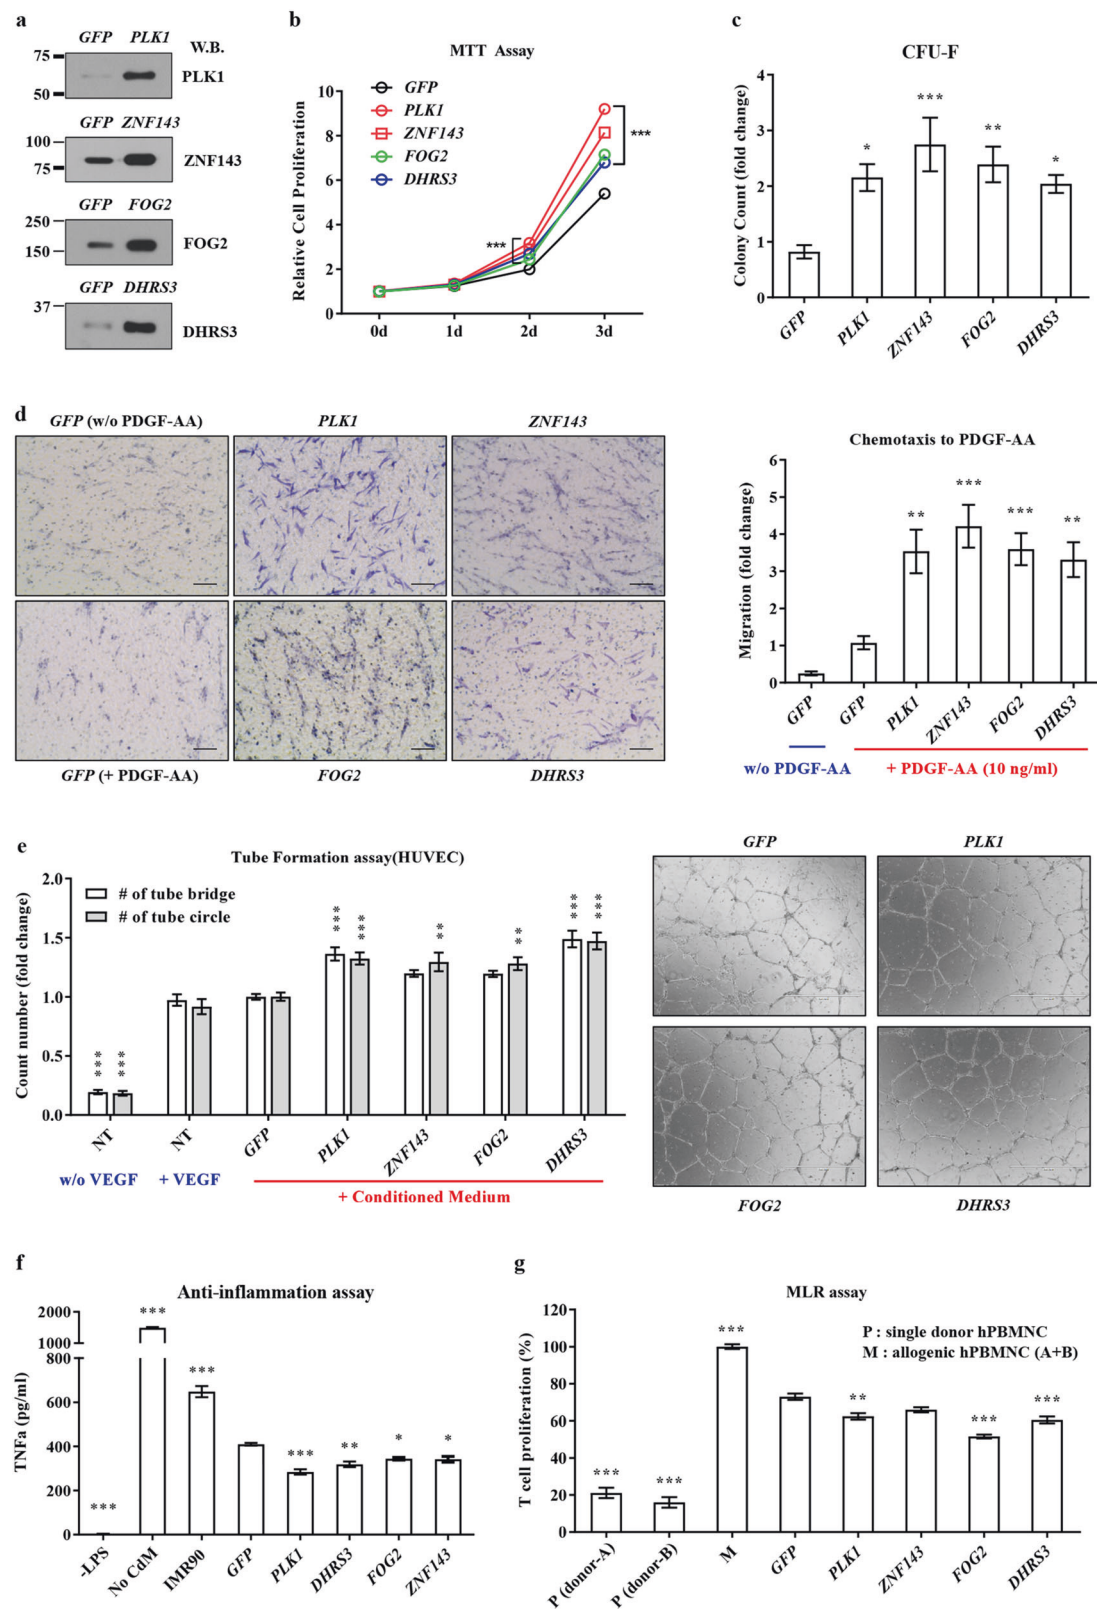 a
GFP PLK1 W.B.
75
50
PLK1
GFP ZNF143
100
75
ZNF143
GFP FOG2
250
150
FOG2
GFP DHRS3
37
DHRS3
b
MTT Assay
GFP
PLK1
ZNF143
FOG2
DHRS3
***
***
Relative Cell Proliferation
10
8
6
4
2
0
0d 1d 2d 3d
c
CFU-F
Colony Count (fold change)
4
3
2
1
0
* *** ** * 
GFP PLK1 ZNF143 FOG2 DHRS3
d
GFP (w/o PDGF-AA) PLK1 ZNF143
GFP (+ PDGF-AA) FOG2 DHRS3
Chemotaxis to PDGF-AA
Migration (fold change)
6
5
4
3
2
1
0
** *** *** **
GFP GFP PLK1 ZNF143 FOG2 DHRS3
w/o PDGF-AA + PDGF-AA (10 ng/ml)
e
Tube Formation assay(HUVEC)
# of tube bridge
# of tube circle
Count number (fold change)
2.0
1.5
1.0
0.5
0.0
*** *** *** *** ** ** *** ***
NT NT GFP PLK1 ZNF143 FOG2 DHRS3
w/o VEGF + VEGF + Conditioned Medium
GFP PLK1
FOG2 DHRS3
f
Anti-inflammation assay
TNFa (pg/ml)
2000
1000
800
600
400
200
0
*** *** *** *** ** * *
-LPS No CdM IMR90 GFP PLK1 DHRS3 FOG2 ZNF143
g
MLR assay
P : single donor hPBMNC
M : allogenic hPBMNC (A+B)
T cell proliferation (%)
120
100
80
60
40
20
0
*** *** *** ** *** ***
P (donor-A) P (donor-B) M GFP PLK1 ZNF143 FOG2 DHRS3